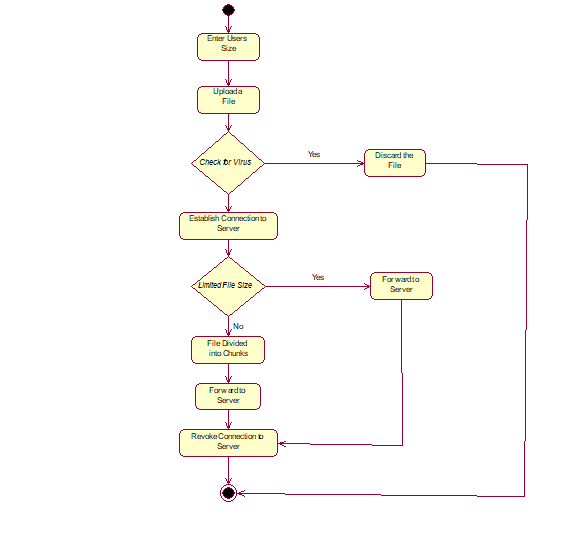 Enter Users
Size
Upload a
File
Check for Virus
Yes
Discard the
File
Establish Connection to
Server
Limited File Size
Yes
Forward to
Server
No
File Divided
into Chunks
Forward to
Server
Revoke Connection to
Server